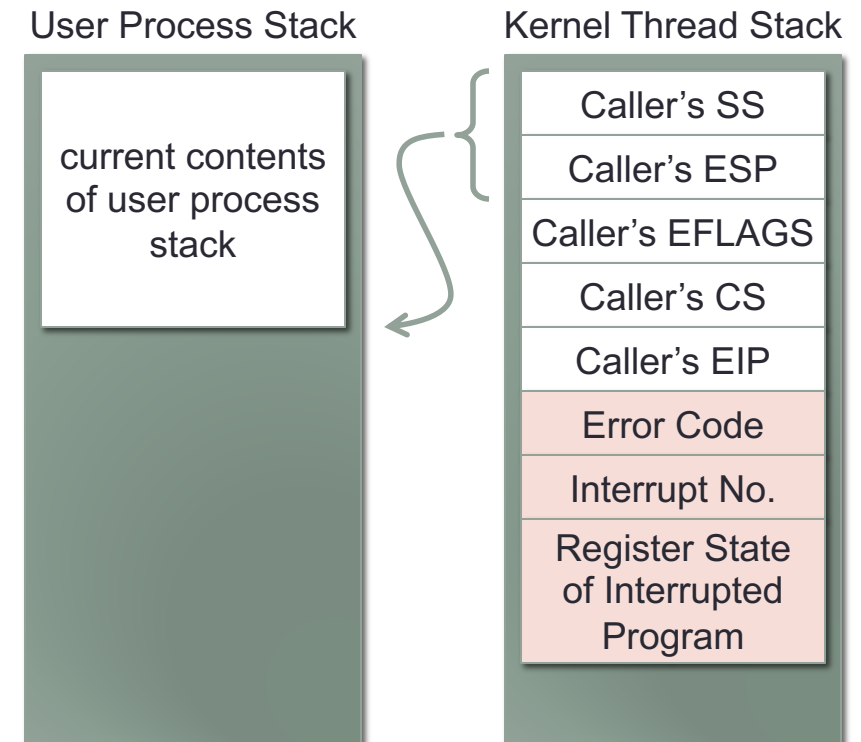 User Process Stack
Kernel Thread Stack
current contents
of user process
stack
Caller’s SS
Caller’s ESP
Caller’s EFLAGS
Caller’s CS
Caller’s EIP
Error Code
Interrupt No.
Register State
of Interrupted
Program